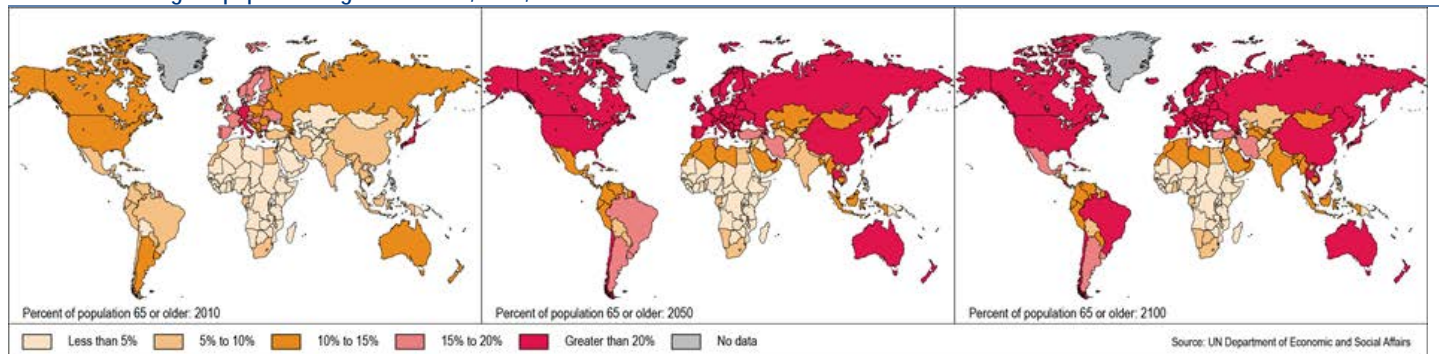 Percent of population 65 or older: 2010
Percent of population 65 or older: 2050
Percent of population 65 or older: 2100
Less than 5%
5% to 10%
10% to 15%
15% to 20%
Greater than 20%
No data
Source: UN Department of Economic and Social Affairs